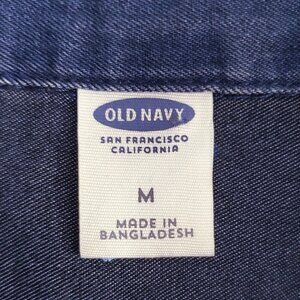 OLD NAVY
SAN FRANCISCO
CALIFORNIA
M
MADE IN
BANGLADESH